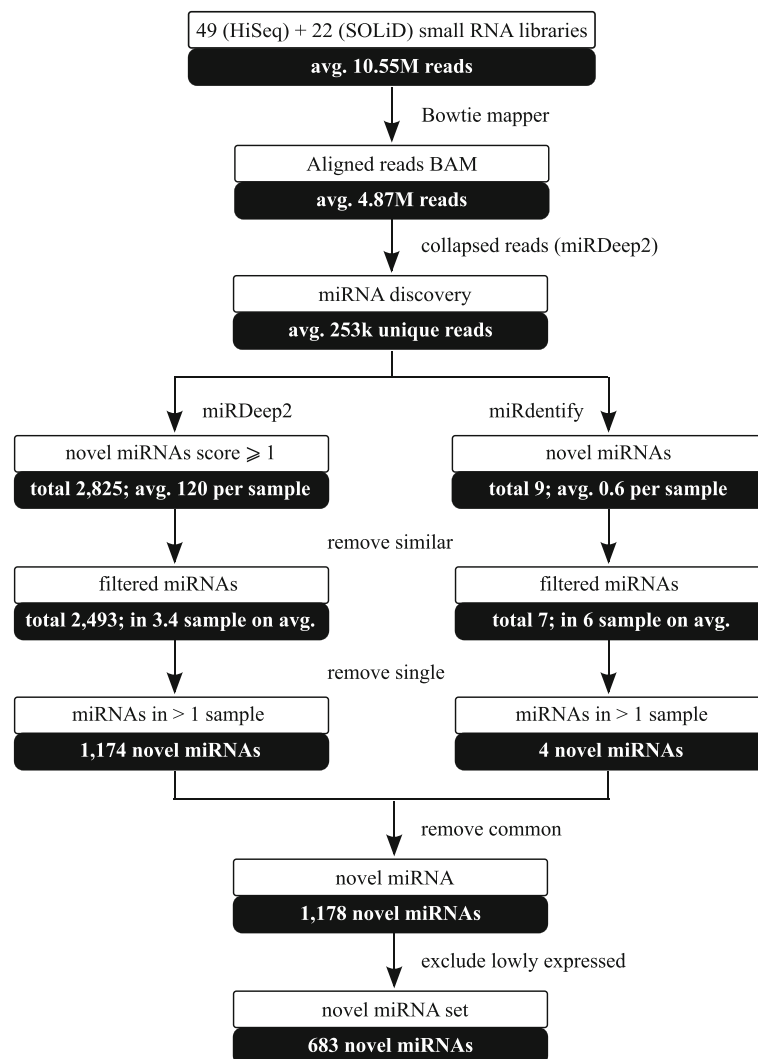 49 (HiSeq) + 22 (SOLiD) small RNA libraries
avg. 10.55M reads
Bowtie mapper
Aligned reads BAM
avg. 4.87M reads
collapsed reads (miRDeep2)
miRNA discovery
avg. 253k unique reads
miRDeep2
miRdentify
novel miRNAs score ⩾ 1
novel miRNAs
total 2,825; avg. 120 per sample
total 9; avg. 0.6 per sample
remove similar
filtered miRNAs
filtered miRNAs
total 2,493; in 3.4 sample on avg.
total 7; in 6 sample on avg.
remove single
miRNAs in > 1 sample
miRNAs in > 1 sample
1,174 novel miRNAs
4 novel miRNAs
remove common
novel miRNA
1,178 novel miRNAs
exclude lowly expressed
novel miRNA set
683 novel miRNAs